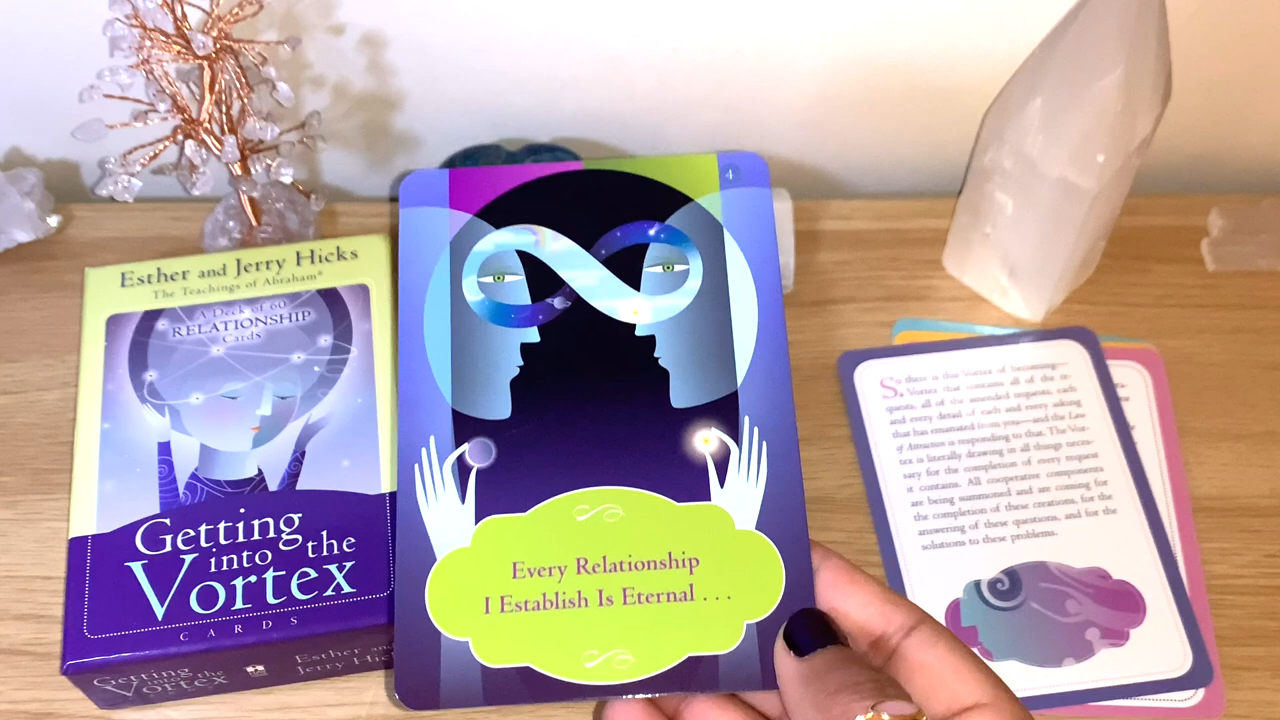 Esther and Jerry Hicks
The Teachings of Abraham®
A Deck of 60
RELATIONSHIP
Cards
Getting
into the
Vortex
CARDS
Getting into the
Vortex
Esther and
Jerry Hic
4
Every Relationship
I Establish Is Eternal . . .
So there is this Vortex of becoming—
Vortex that contains all of the re-
quests, all of the amended requests, each
and every detail of each and every asking
that has emanated from you—and the Law
of Attraction is responding to that. The Vor-
tex is literally drawing in all things neces-
sary for the completion of every request
it contains. All cooperative components
are being summoned and are coming for
the completion of these creations, for the
answering of these questions, and for the
solutions to these problems.